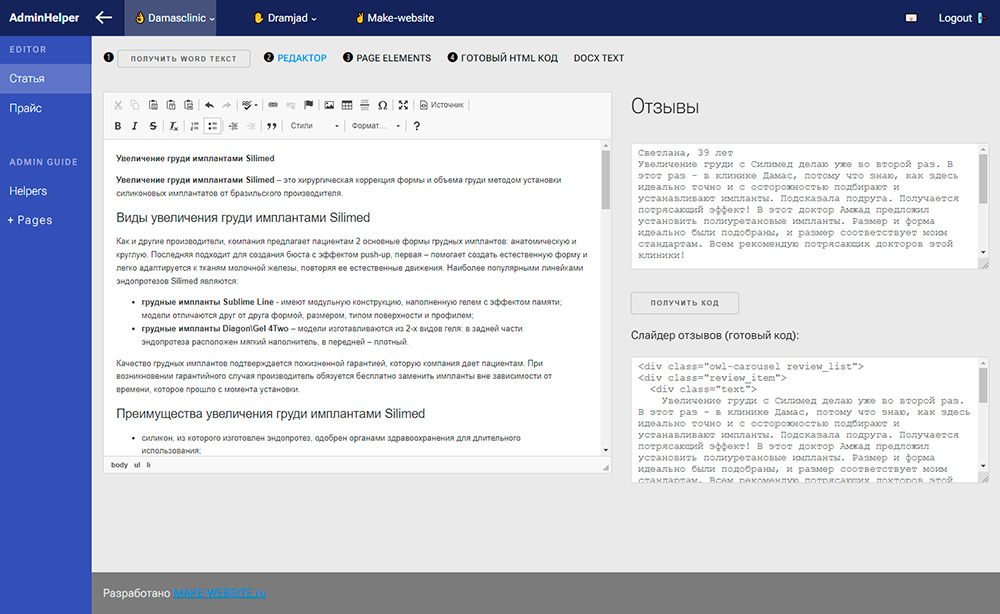 AdminHelper
Damasclinic
Dramjad
Make-website
Logout
EDITOR
Статья
Прайс
ADMIN GUIDE
Helpers
+ Pages
1 ПОЛУЧИТЬ WORD ТЕКСТ
2 РЕДАКТОР
3 PAGE ELEMENTS
4 ГОТОВЫЙ HTML КОД
DOCX TEXT
Источник
B I S Tx
Стили
Формат...
?
Увеличение груди имплантами Silimed
Увеличение груди имплантами Silimed – это хирургическая коррекция формы и объема груди методом установки
силиконовых имплантатов от бразильского производителя.
Виды увеличения груди имплантами Silimed
Как и другие производители, компания предлагает пациентам 2 основные формы грудных имплантов: анатомическую и
круглую. Последняя подходит для создания бюста с эффектом push-up, первая – помогает создать естественную форму и
легко адаптируется к тканям молочной железы, повторяя ее естественные движения. Наиболее популярными линейками
эндопротезов Silimed являются:
• грудные импланты Sublime Line - имеют модульную конструкцию, наполненную гелем с эффектом памяти;
модели отличаются друг от друга формой, размером, типом поверхности и профилем;
• грудные импланты Diagon\Gel 4Two – модели изготавливаются из 2-х видов геля: в задней части
эндопротеза расположен мягкий наполнитель, в передней – плотный.
Качество грудных имплантов подтверждается пожизненной гарантией, которую компания дает пациентам. При
возникновении гарантийного случая производитель обязуется бесплатно заменить импланты вне зависимости от
времени, которое прошло с момента установки.
Преимущества увеличения груди имплантами Silimed
• силикон, из которого изготовлен эндопротез, одобрен органами здравоохранения для длительного
использования;
body ul li
Отзывы
Светлана, 39 лет
Увеличение груди с Силимед делаю уже во второй раз. В
этот раз - в клинике Дамас, потому что знаю, как здесь
идеально точно и с осторожностью подбирают и
устанавливают импланты. Подсказала подруга. Получается
потрясающий эффект! В этот доктор Амжад предложил
установить полиуретановые импланты. Размер и форма
идеально были подобраны, и размер соответствует моим
стандартам. Всем рекомендую потрясающих докторов этой
клиники!
ПОЛУЧИТЬ КОД
Слайдер отзывов (готовый код):
<div class="owl-carousel review_list">
<div class="review_item">
<div class="text">
Увеличение груди с Силимед делаю уже во второй раз.
В этот раз - в клинике Дамас, потому что знаю, как здесь
идеально точно и с осторожностью подбирают и
устанавливают импланты. Подсказала подруга. Получается
потрясающий эффект! В этот доктор Амжад предложил
установить полиуретановые импланты. Размер и форма
идеально были подобраны, и размер соответствует моим
стандартам. Всем рекомендую потрясающих докторов этой
Разработано MAKE-WEBSITE.ru